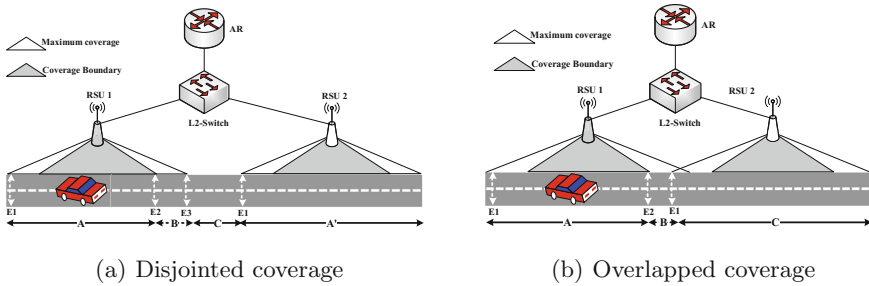 AR
Maximum coverage
Coverage Boundary
RSU 1
RSU 2
L2-Switch
E1
E2
E3
E1
A
B
C
A'
(a) Disjointed coverage
AR
Maximum coverage
Coverage Boundary
RSU 1
RSU 2
L2-Switch
E1
E2
E1
A
B
C
(b) Overlapped coverage